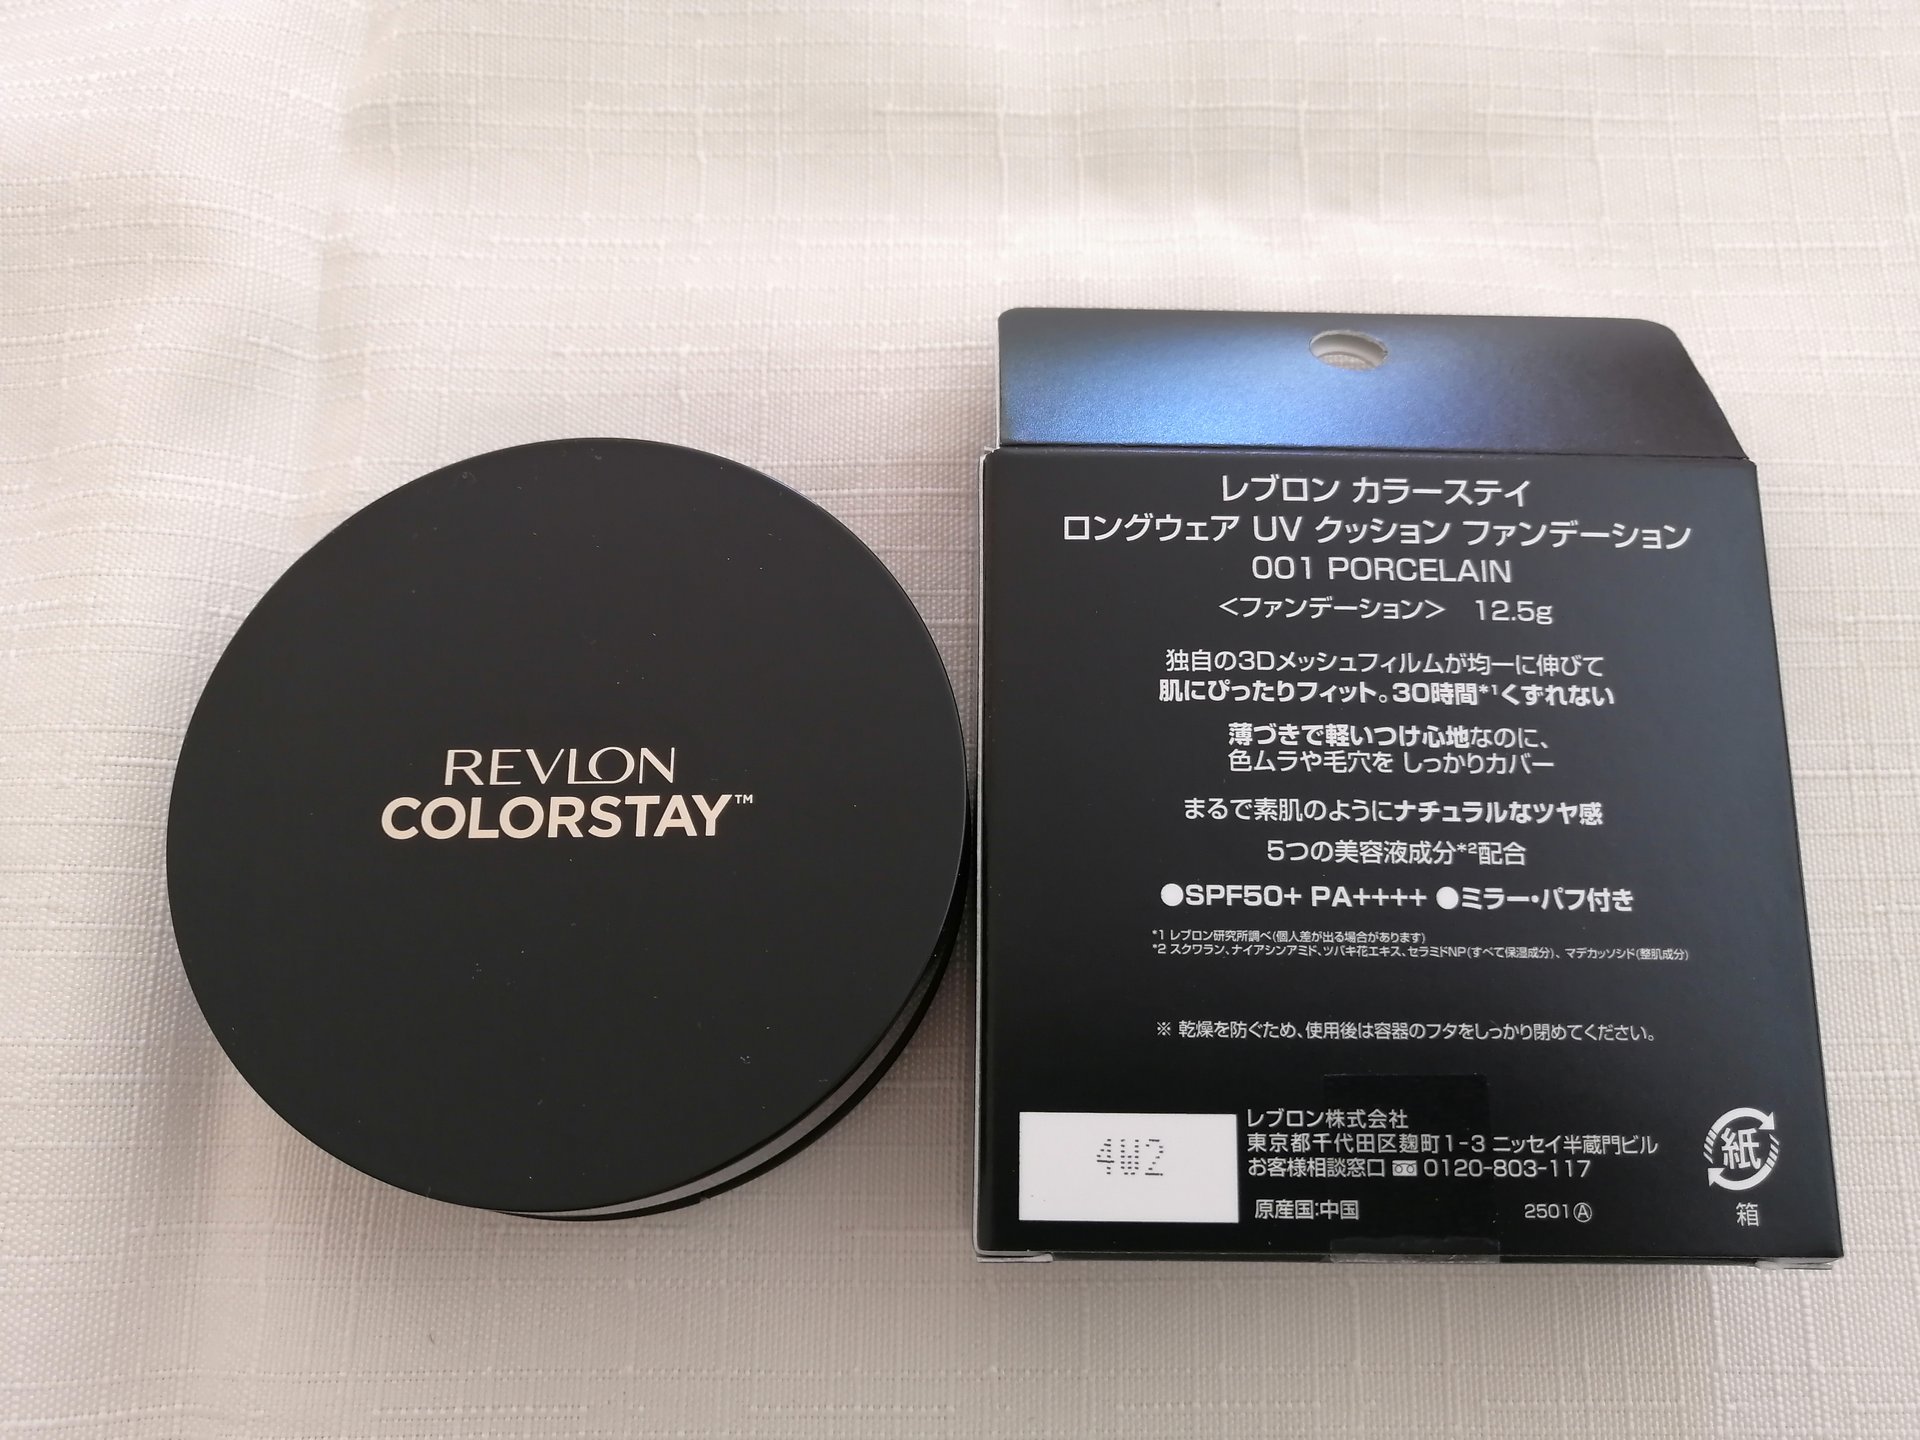 REVLON
COLORSTAY™
レブロン カラーステイ
ロングウェア UV クッション ファンデーション
001 PORCELAIN
<ファンデーション> 12.5g
独自の3Dメッシュフィルムが均一に伸びて
肌にぴったりフィット。30時間*1くずれない
薄づきで軽いつけ心地なのに、
色ムラや毛穴を しっかりカバー
まるで素肌のようにナチュラルなツヤ感
5つの美容液成分*2配合
●SPF50+ PA++++ ●ミラー・パフ付き
*1 レブロン研究所調べ(個人差が出る場合があります)
*2 スクワラン、ナイアシンアミド、ツバキ花エキス、セラミドNP(すべて保湿成分)、マデカッソシド(整肌成分)
※ 乾燥を防ぐため、使用後は容器のフタをしっかり閉めてください。
4W2
レブロン株式会社
東京都千代田区麹町1-3 ニッセイ半蔵門ビル
お客様相談窓口 0120-803-117
原産国:中国 2501Ⓐ
紙
箱